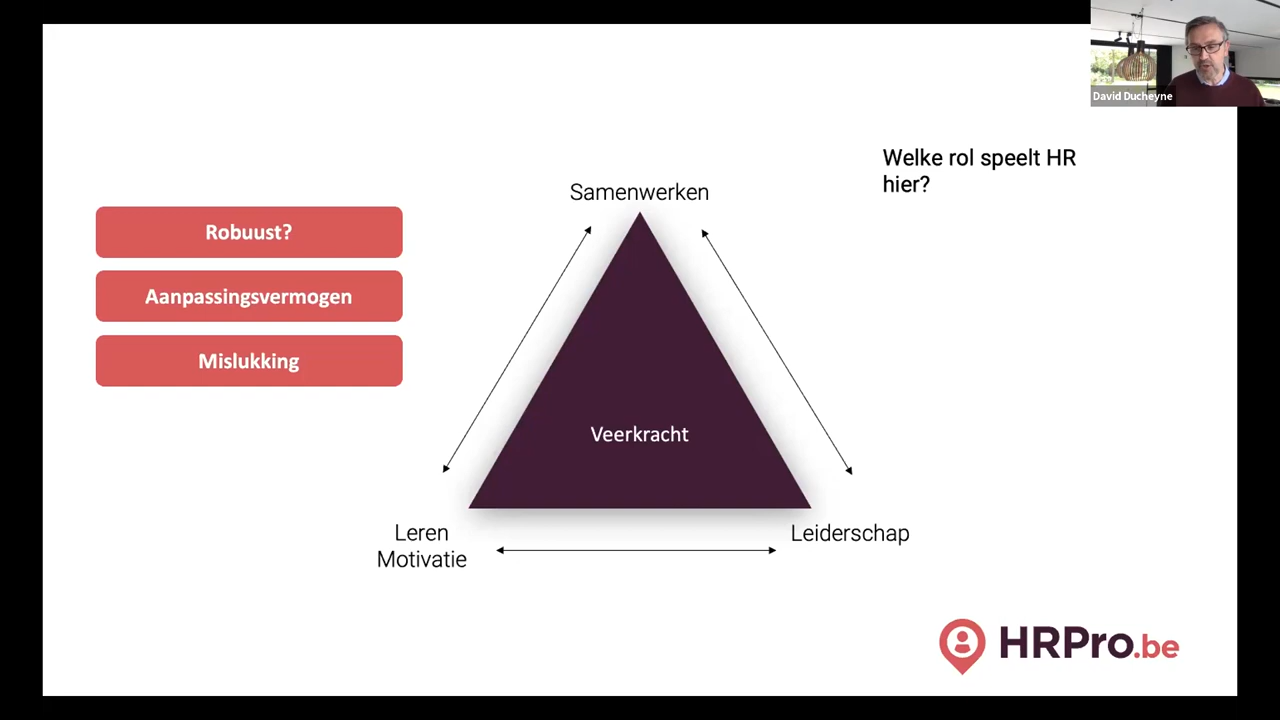 David Ducheyne
Welke rol speelt HR
hier?
Samenwerken
Robuust?
Aanpassingsvermogen
Mislukking
Veerkracht
Leren
Motivatie
Leiderschap
HRPro.be